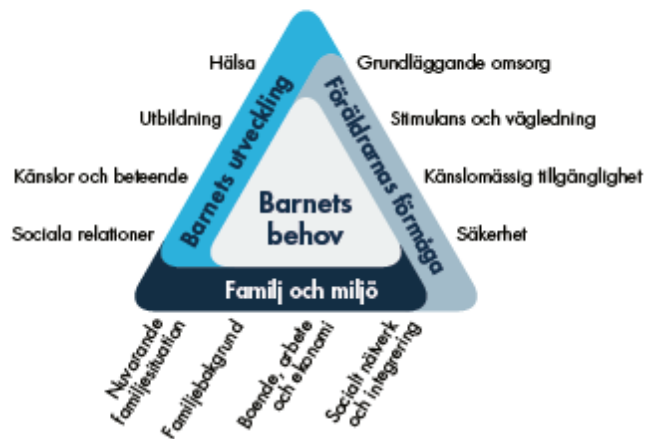 Hälsa
Utbildning
Känslor och beteende
Sociala relationer
Barnets utveckling
Grundläggande omsorg
Stimulans och vägledning
Känslomässig tillgänglighet
Säkerhet
Föräldrarnas förmåga
Barnets
behov
Familj och miljö
Nuvarande
familjesituation
Familjebakgrund
Boende, arbete
och ekonomi
Socialt nätverk
och integrering